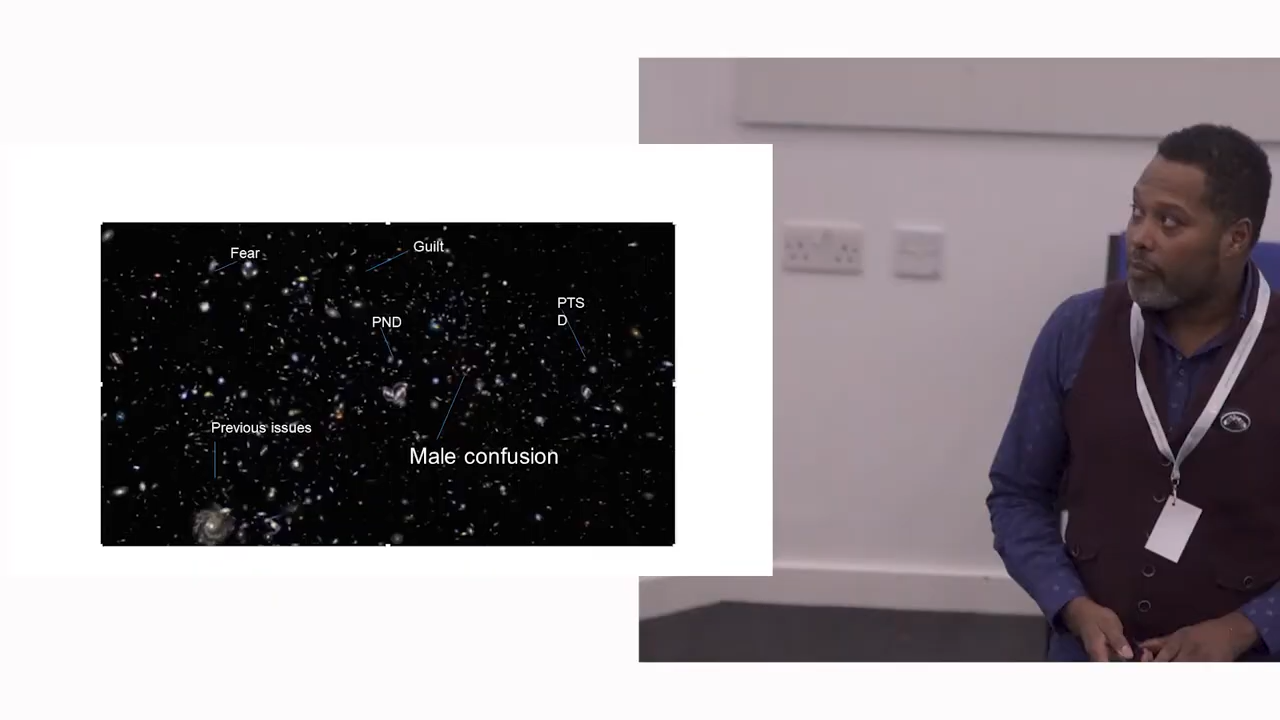 Fear
Guilt
PND
PTS
D
Previous issues
Male confusion